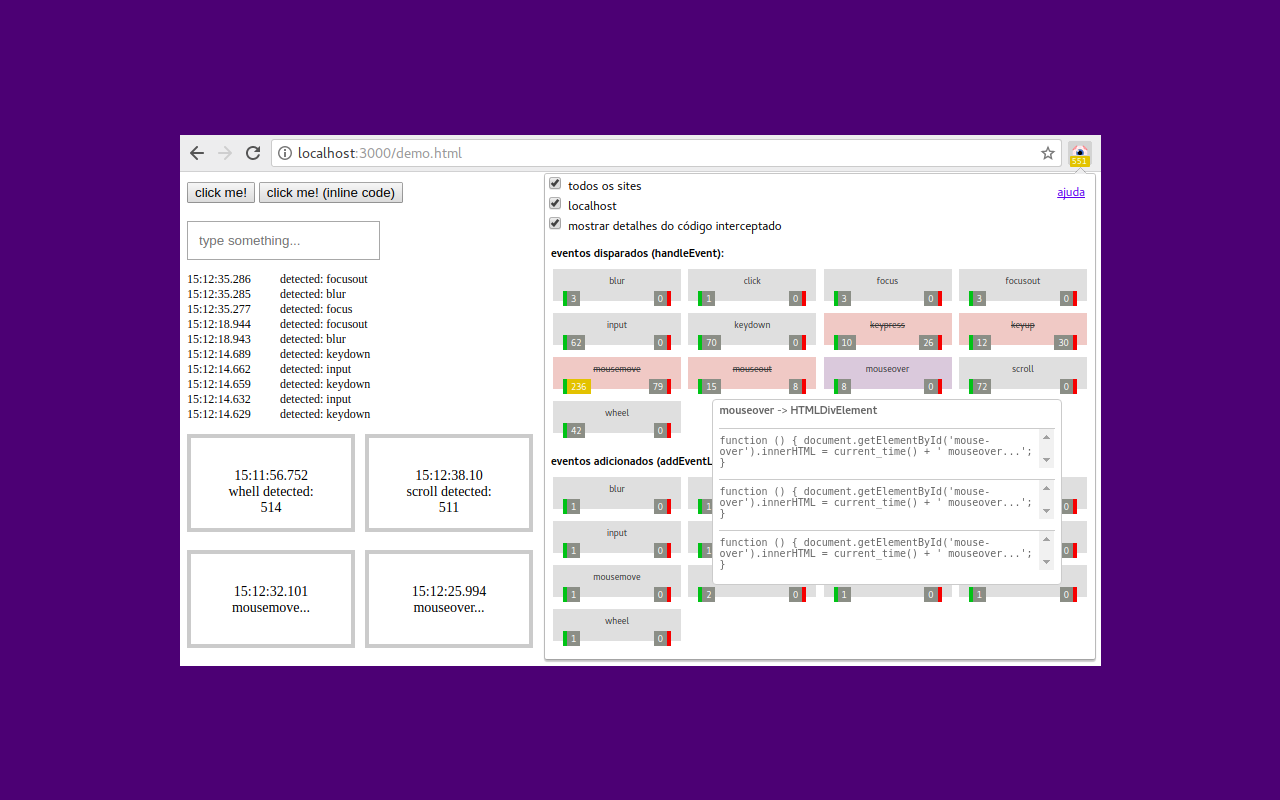 localhost:3000/demo.html
551
click me!
click me! (inline code)
type something...
15:12:35.286 detected: focusout
15:12:35.285 detected: blur
15:12:35.277 detected: focus
15:12:18.944 detected: focusout
15:12:18.943 detected: blur
15:12:14.689 detected: keydown
15:12:14.662 detected: input
15:12:14.659 detected: keydown
15:12:14.632 detected: input
15:12:14.629 detected: keydown
15:11:56.752
whell detected:
514
15:12:38.10
scroll detected:
511
15:12:32.101
mousemove...
15:12:25.994
mouseover...
todos os sites
ajuda
localhost
mostrar detalhes do código interceptado
eventos disparados (handleEvent):
blur click focus focusout
3 0 1 0 3 0 3 0
input keydown keypress keyup
62 0 70 0 10 26 12 30
mousemove mouseout mouseover scroll
236 79 15 8 8 0 72 0
wheel
42 0
mouseover -> HTMLDivElement
function () { document.getElementById('mouse-
over').innerHTML = current_time() + ' mouseover...';
}
function () { document.getElementById('mouse-
over').innerHTML = current_time() + ' mouseover...';
}
function () { document.getElementById('mouse-
over').innerHTML = current_time() + ' mouseover...';
}
eventos adicionados (addEventL
blur
1 0 1 0
input
1 0 1 0
mousemove
1 0 2 0 1 0 1 0
wheel
1 0